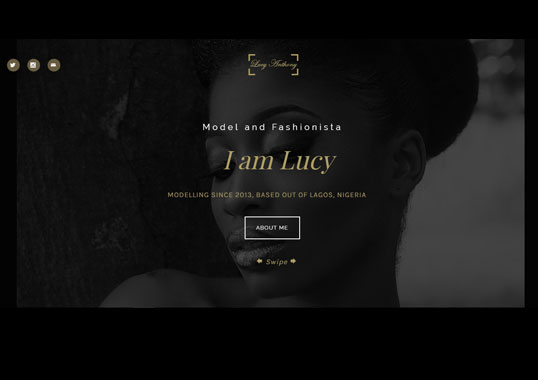 Lucy Anthony
Model and Fashionista
I am Lucy
MODELLING SINCE 2013, BASED OUT OF LAGOS, NIGERIA
ABOUT ME
Swipe